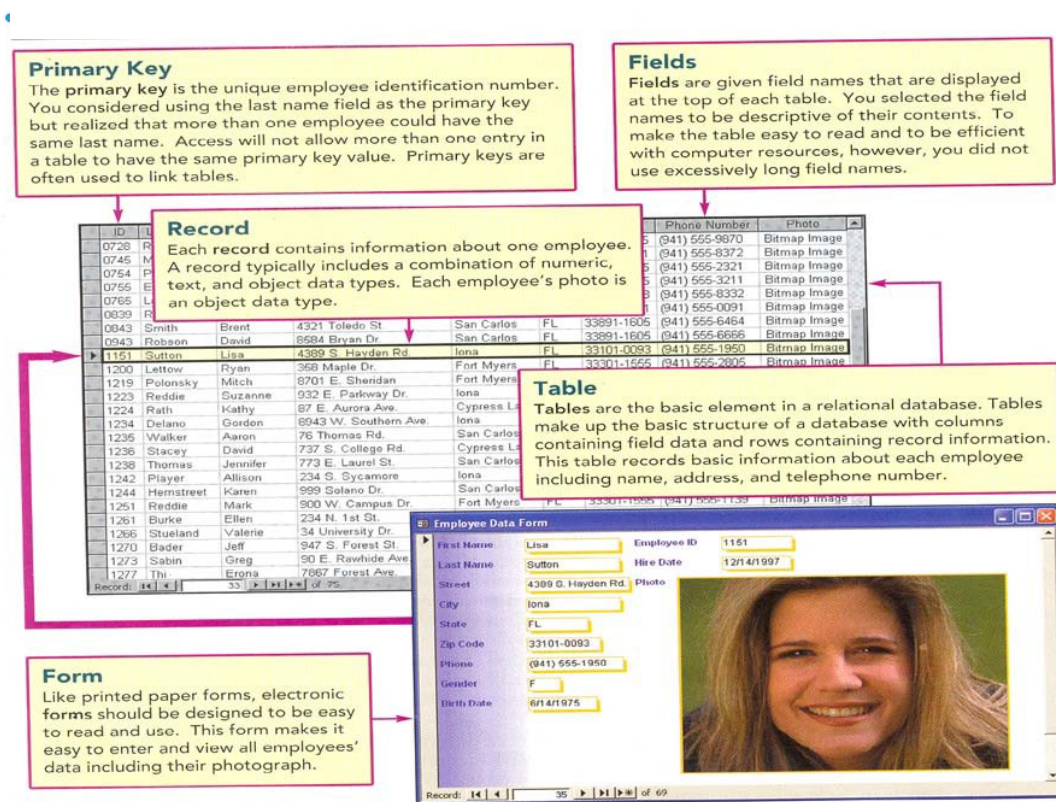 Primary Key
The primary key is the unique employee identification number.
You considered using the last name field as the primary key
but realized that more than one employee could have the
same last name. Access will not allow more than one entry in
a table to have the same primary key value. Primary keys are
often used to link tables.
Fields
Fields are given field names that are displayed
at the top of each table. You selected the field
names to be descriptive of their contents. To
make the table easy to read and to be efficient
with computer resources, however, you did not
use excessively long field names.
Record
Each record contains information about one employee.
A record typically includes a combination of numeric,
text, and object data types. Each employee's photo is
an object data type.
ID Phone Number Photo
0728 (941) 555-9870 Bitmap Image
0745 (941) 555-8372 Bitmap Image
0754 (941) 555-2321 Bitmap Image
0755 (941) 555-3211 Bitmap Image
0765 (941) 555-8332 Bitmap Image
0839 (941) 555-0091 Bitmap Image
0843 Smith Brent 4321 Toledo St San Carlos FL 33891-1605 (941) 555-6464 Bitmap Image
0943 Robson David 8584 Bryan Dr. San Carlos FL 33891-1605 (941) 555-6666 Bitmap Image
1151 Sutton Lisa 4389 S. Hayden Rd. Iona FL 33101-0093 (941) 555-1950 Bitmap Image
1200 Lettow Ryan 358 Maple Dr. Fort Myers FL 33301-1555 (941) 555-2805 Bitmap Image
1219 Polonsky Mitch 8701 E. Sheridan Fort Myers
1223 Reddie Suzanne 932 E. Parkway Dr. Iona
1224 Rath Kathy 87 E. Aurora Ave. Cypress La
1234 Delano Gordon 8943 W. Southern Ave. Iona
1235 Walker Aaron 76 Thomas Rd. San Carlos
1236 Stacey David 737 S. College Rd. Cypress La
1238 Thomas Jennifer 773 E. Laurel St. San Carlos
1242 Player Allison 234 S. Sycamore Iona
1244 Hernstreet Karen 999 Solano Dr. San Carlos
1251 Reddie Mark 900 W. Campus Dr. Fort Myers FL 33301-1555 (941) 555-1139 Bitmap Image
1261 Burke Ellen 234 N. 1st St.
1266 Stueland Valerie 34 University Dr.
1270 Bader Jeff 947 S. Forest St.
1273 Sabin Greg 90 E. Rawhide Ave.
1277 Thi Erona 7867 Forest Ave.
Record: 33 of 75
Table
Tables are the basic element in a relational database. Tables
make up the basic structure of a database with columns
containing field data and rows containing record information.
This table records basic information about each employee
including name, address, and telephone number.
Employee Data Form
First Name Lisa Employee ID 1151
Last Name Sutton Hire Date 12/14/1997
Street 4389 S. Hayden Rd. Photo
City Iona
State FL
Zip Code 33101-0093
Phone (941) 555-1950
Gender F
Birth Date 6/14/1975
Record: 35 of 69
Form
Like printed paper forms, electronic
forms should be designed to be easy
to read and use. This form makes it
easy to enter and view all employees'
data including their photograph.